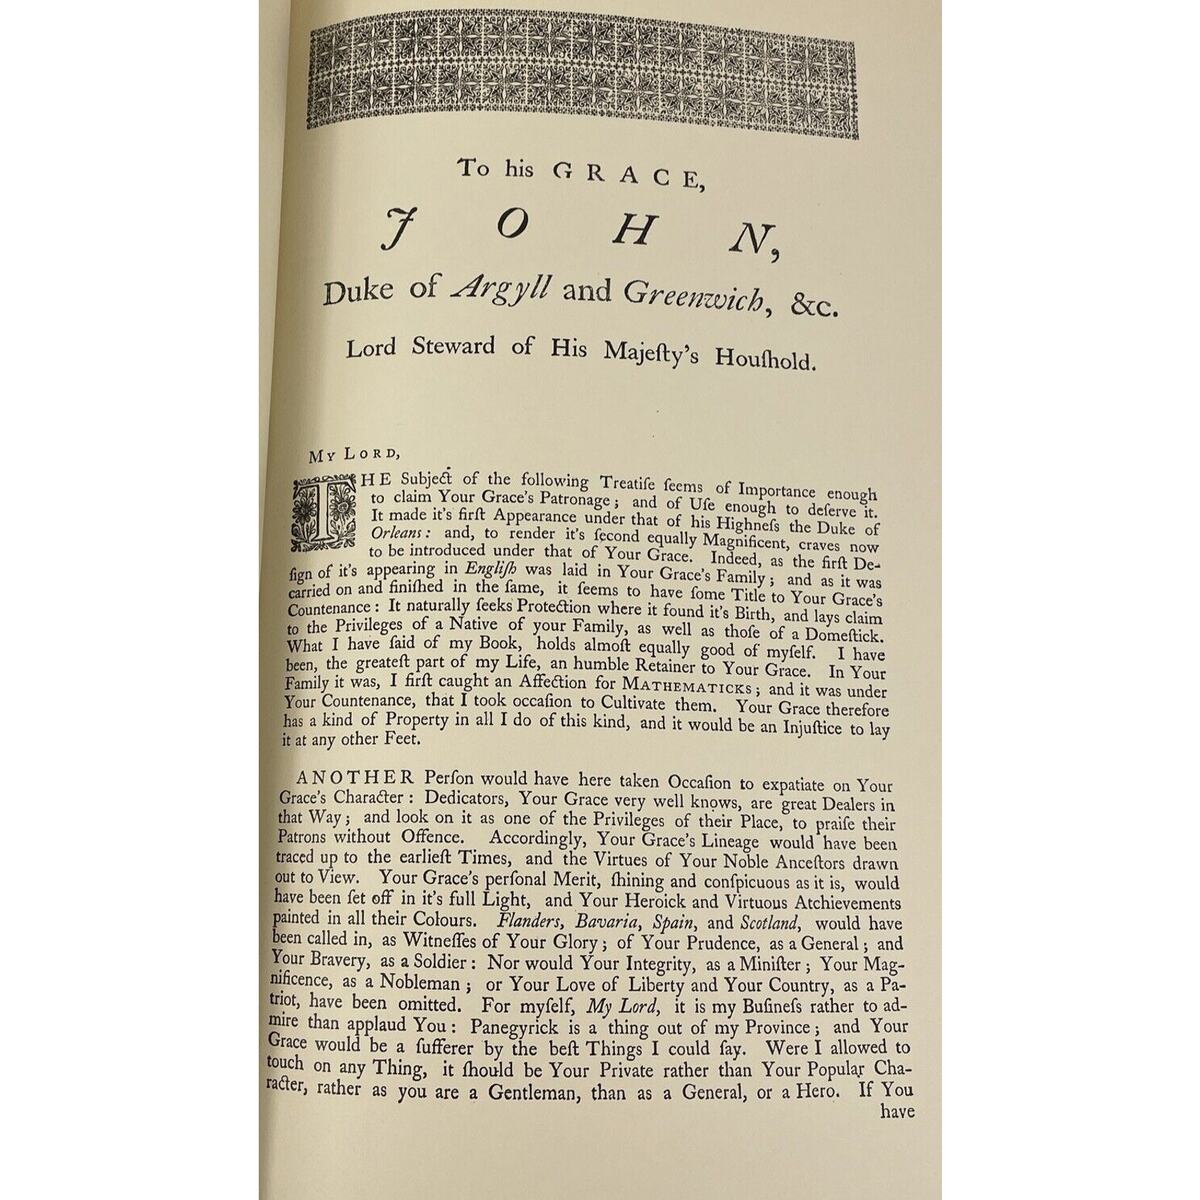 To his GRACE,
JOHN,
Duke of Argyll and Greenwich, &c.
Lord Steward of His Majeſty's Houſhold.
MY LORD,
THE Subject of the following Treatiſe ſeems of Importance enough
to claim Your Grace's Patronage; and of Uſe enough to deſerve it.
It made it's firſt Appearance under that of his Highneſs the Duke of
Orleans: and, to render it's ſecond equally Magnificent, craves now
to be introduced under that of Your Grace. Indeed, as the firſt De-
ſign of it's appearing in Engliſh was laid in Your Grace's Family; and as it was
carried on and finiſhed in the ſame, it ſeems to have ſome Title to Your Grace's
Countenance: It naturally ſeeks Protection where it found it's Birth, and lays claim
to the Privileges of a Native of your Family, as well as thoſe of a Domeſtick.
What I have ſaid of my Book, holds almoſt equally good of myſelf. I have
been, the greateſt part of my Life, an humble Retainer to Your Grace. In Your
Family it was, I firſt caught an Affection for MATHEMATICKS; and it was under
Your Countenance, that I took occaſion to Cultivate them. Your Grace therefore
has a kind of Property in all I do of this kind, and it would be an Injuſtice to lay
it at any other Feet.
ANOTHER Perſon would have here taken Occaſion to expatiate on Your
Grace's Character: Dedicators, Your Grace very well knows, are great Dealers in
that Way; and look on it as one of the Privileges of their Place, to praiſe their
Patrons without Offence. Accordingly, Your Grace's Lineage would have been
traced up to the earlieſt Times, and the Virtues of Your Noble Anceſtors drawn
out to View. Your Grace's perſonal Merit, ſhining and conſpicuous as it is, would
have been ſet off in it's full Light, and Your Heroick and Virtuous Atchievements
painted in all their Colours. Flanders, Bavaria, Spain, and Scotland, would have
been called in, as Witneſſes of Your Glory; of Your Prudence, as a General; and
Your Bravery, as a Soldier: Nor would Your Integrity, as a Miniſter; Your Mag-
nificence, as a Nobleman; or Your Love of Liberty and Your Country, as a Pa-
triot, have been omitted. For myſelf, My Lord, it is my Buſineſs rather to ad-
mire than applaud You: Panegyrick is a thing out of my Province; and Your
Grace would be a ſufferer by the beſt Things I could ſay. Were I allowed to
touch on any Thing, it ſhould be Your Private rather than Your Popular Cha-
racter, rather as you are a Gentleman, than as a General, or a Hero. If You
have